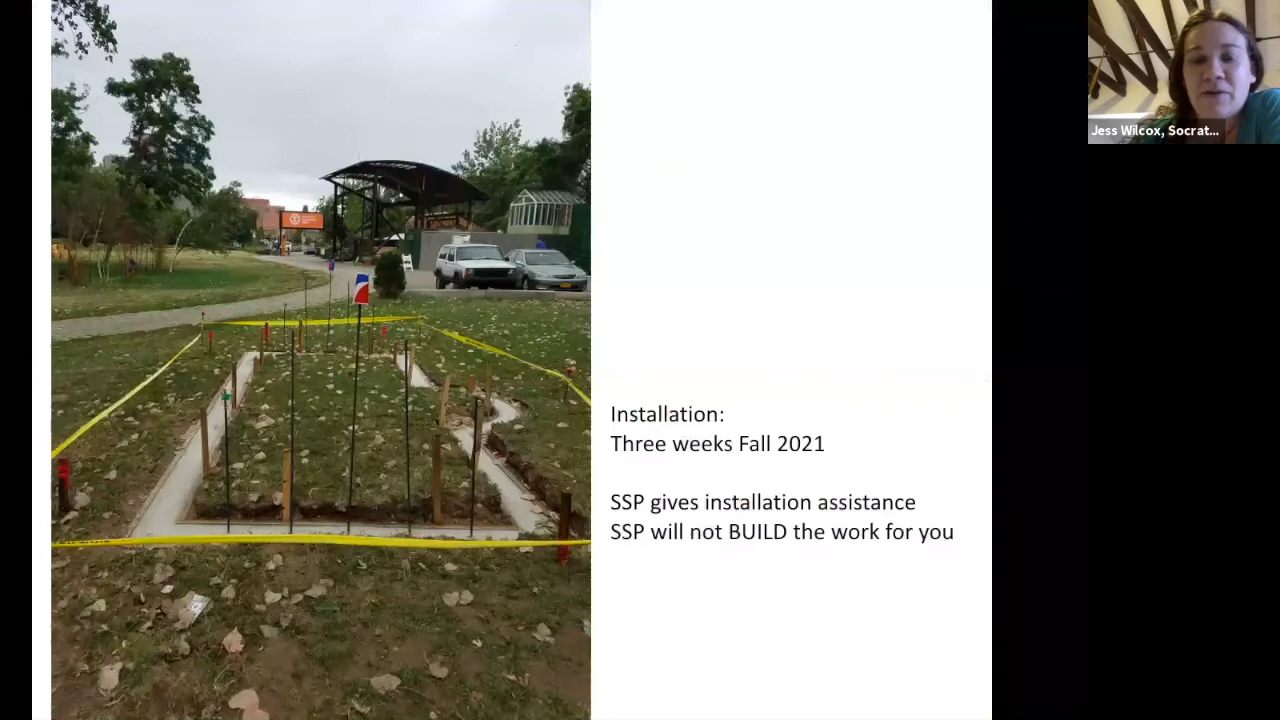 Jess Wilcox, Socrat...
Installation:
Three weeks Fall 2021
SSP gives installation assistance
SSP will not BUILD the work for you